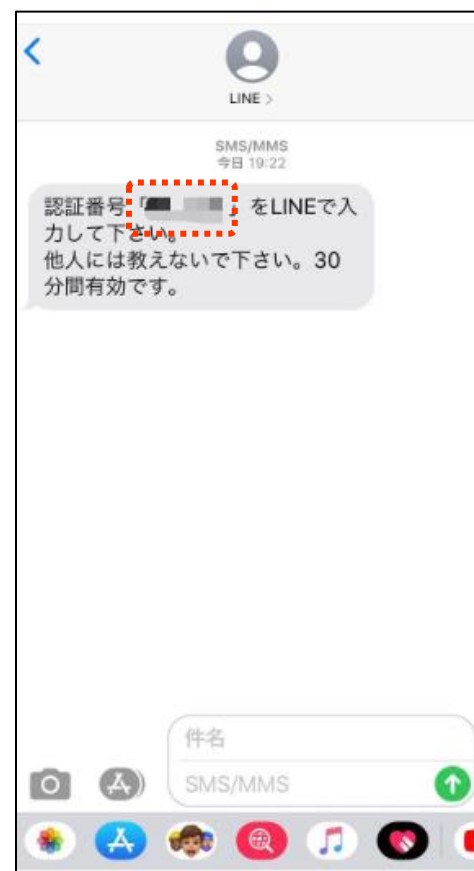 LINE >
SMS/MMS
今日 19:22
認証番号「 」をLINEで入
力して下さい。
他人には教えないで下さい。30
分間有効です。
件名
SMS/MMS